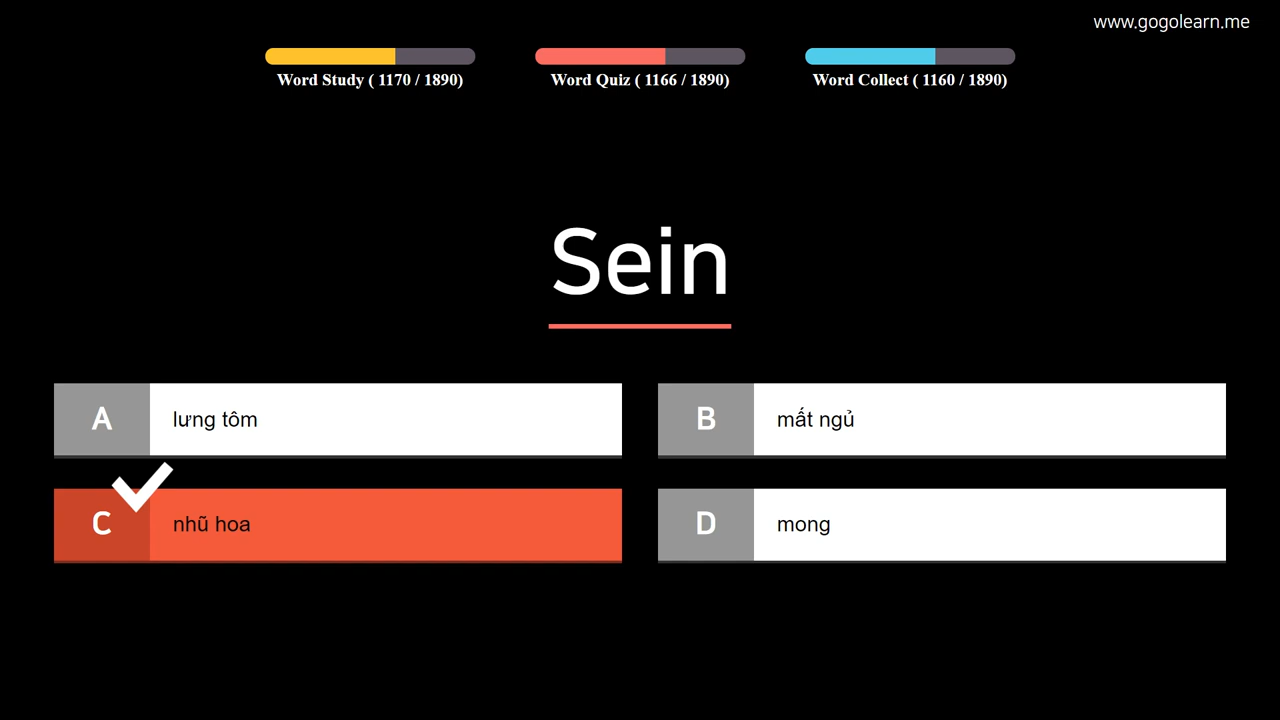 www.gogolearn.me
Word Study ( 1170 / 1890)
Word Quiz ( 1166 / 1890)
Word Collect ( 1160 / 1890)
Sein
A
lưng tôm
B
mất ngủ
C
nhũ hoa
D
mong